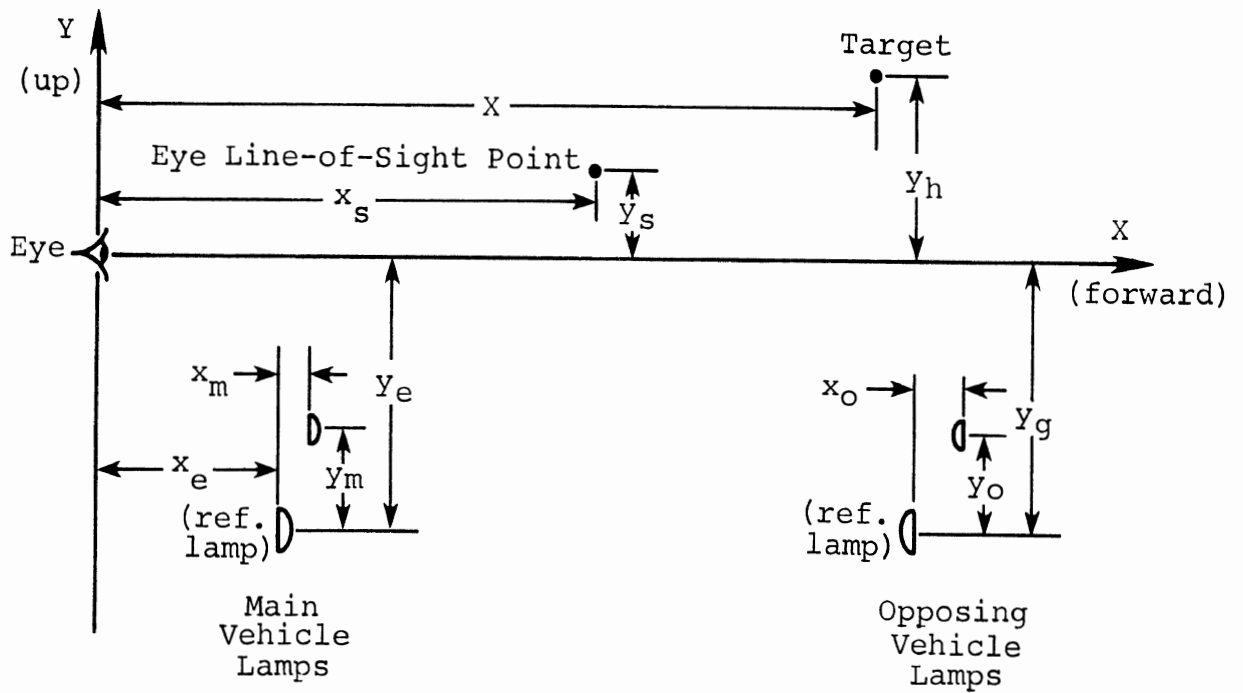 Y
(up)
Target
X
Eye Line-of-Sight Point
x_s
y_s
y_h
Eye
X
(forward)
x_m
y_e
x_o
y_g
x_e
y_m
y_o
(ref.
lamp)
(ref.
lamp)
Main
Vehicle
Lamps
Opposing
Vehicle
Lamps